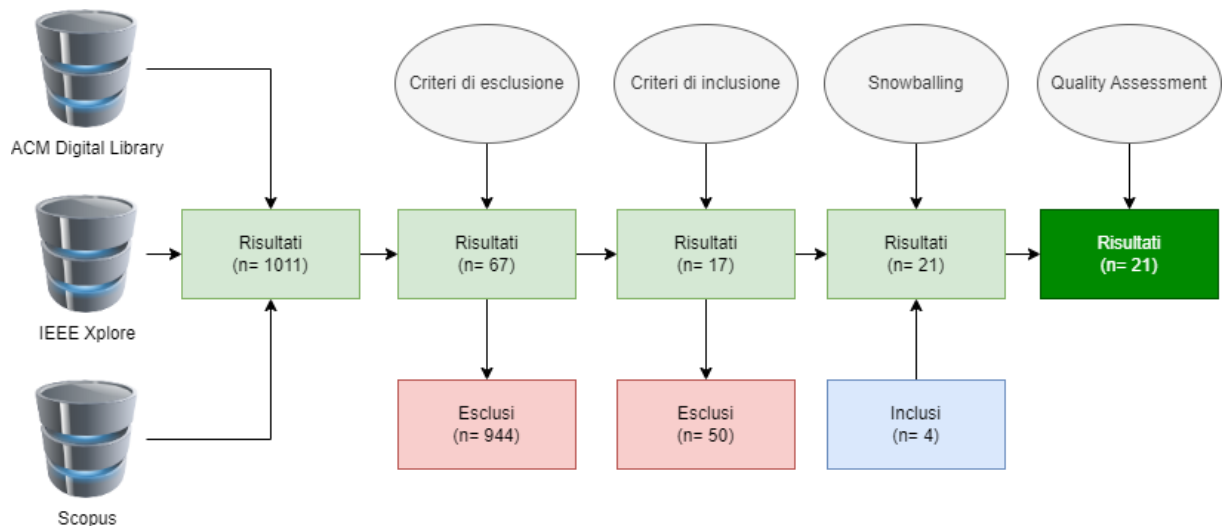 ACM Digital Library
IEEE Xplore
Scopus
Criteri di esclusione
Criteri di inclusione
Snowballing
Quality Assessment
Risultati
(n= 1011)
Risultati
(n= 67)
Risultati
(n= 17)
Risultati
(n= 21)
Risultati
(n= 21)
Esclusi
(n= 944)
Esclusi
(n= 50)
Inclusi
(n= 4)